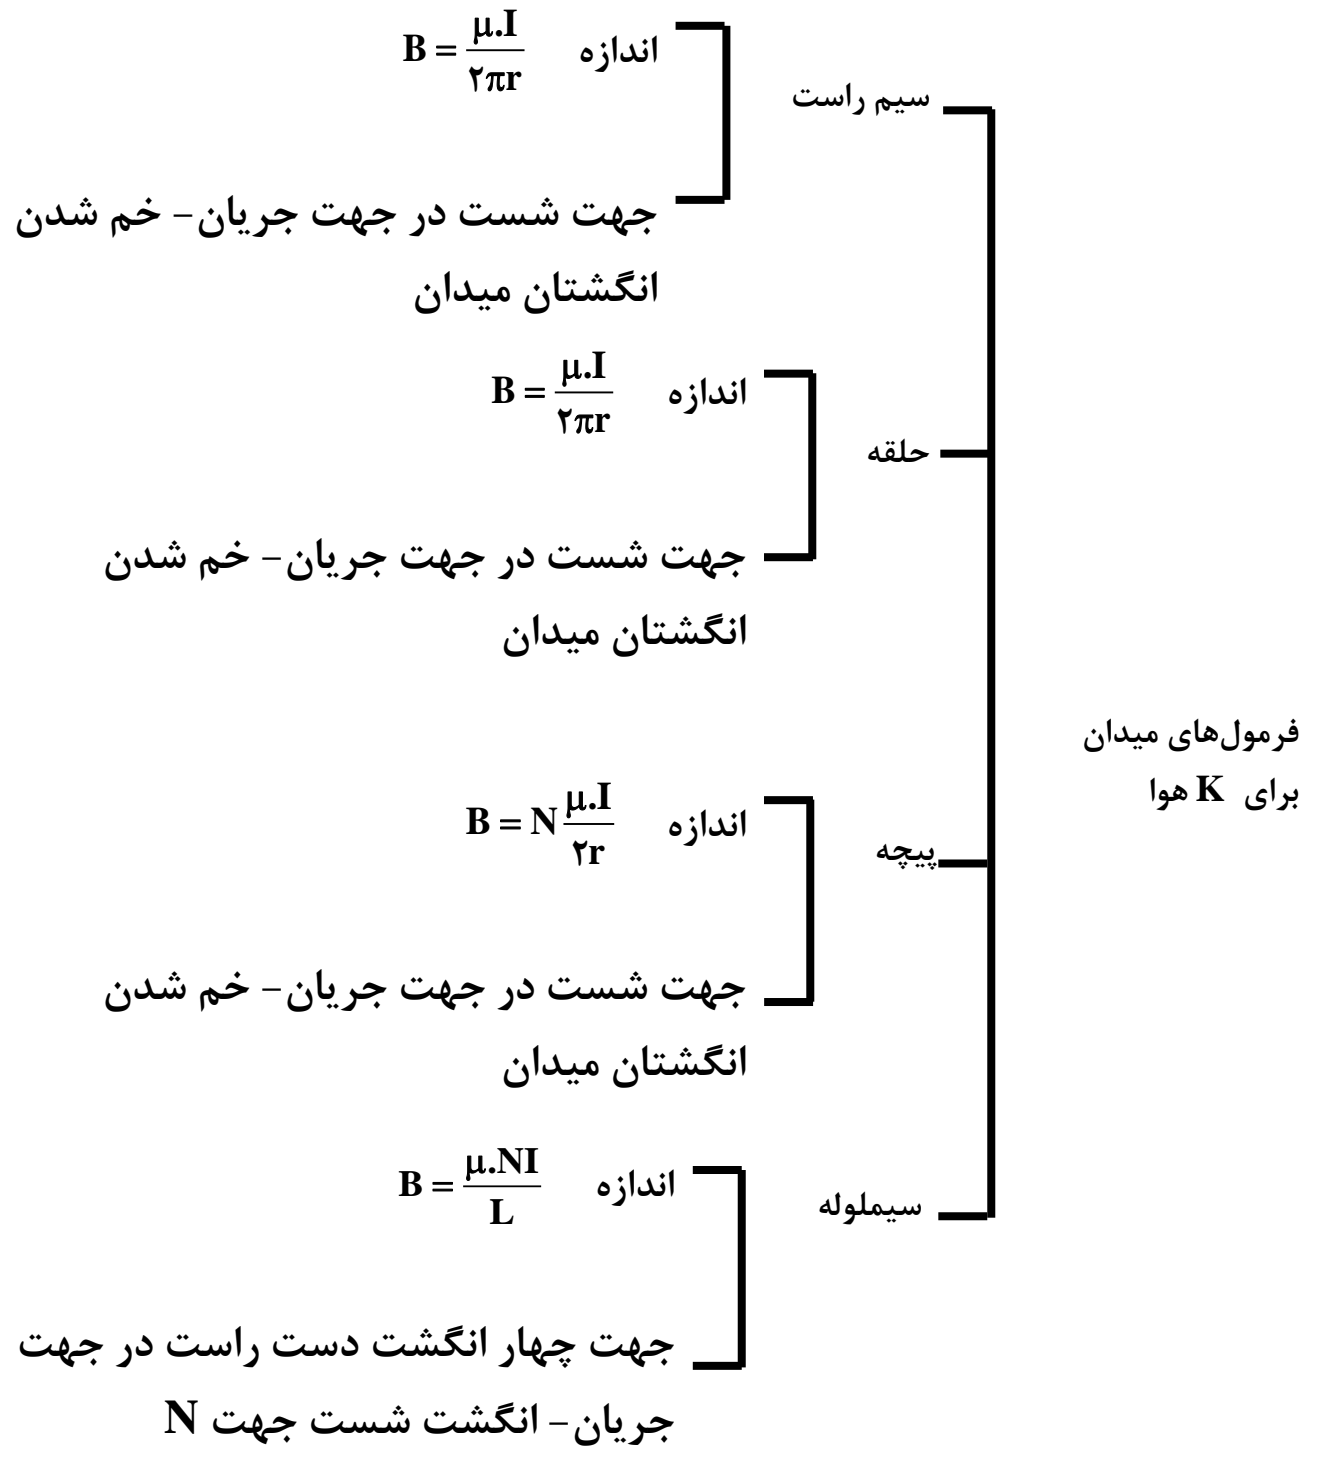 فرمول‌های میدان
برای K هوا
سیم راست
اندازه B = μ.I / ۲πr
جهت شست در جهت جریان- خم شدن
انگشتان میدان
حلقه
اندازه B = μ.I / ۲πr
جهت شست در جهت جریان- خم شدن
انگشتان میدان
پیچه
اندازه B = N μ.I / ۲r
جهت شست در جهت جریان- خم شدن
انگشتان میدان
سیملوله
اندازه B = μ.NI / L
جهت چهار انگشت دست راست در جهت
جریان- انگشت شست جهت N